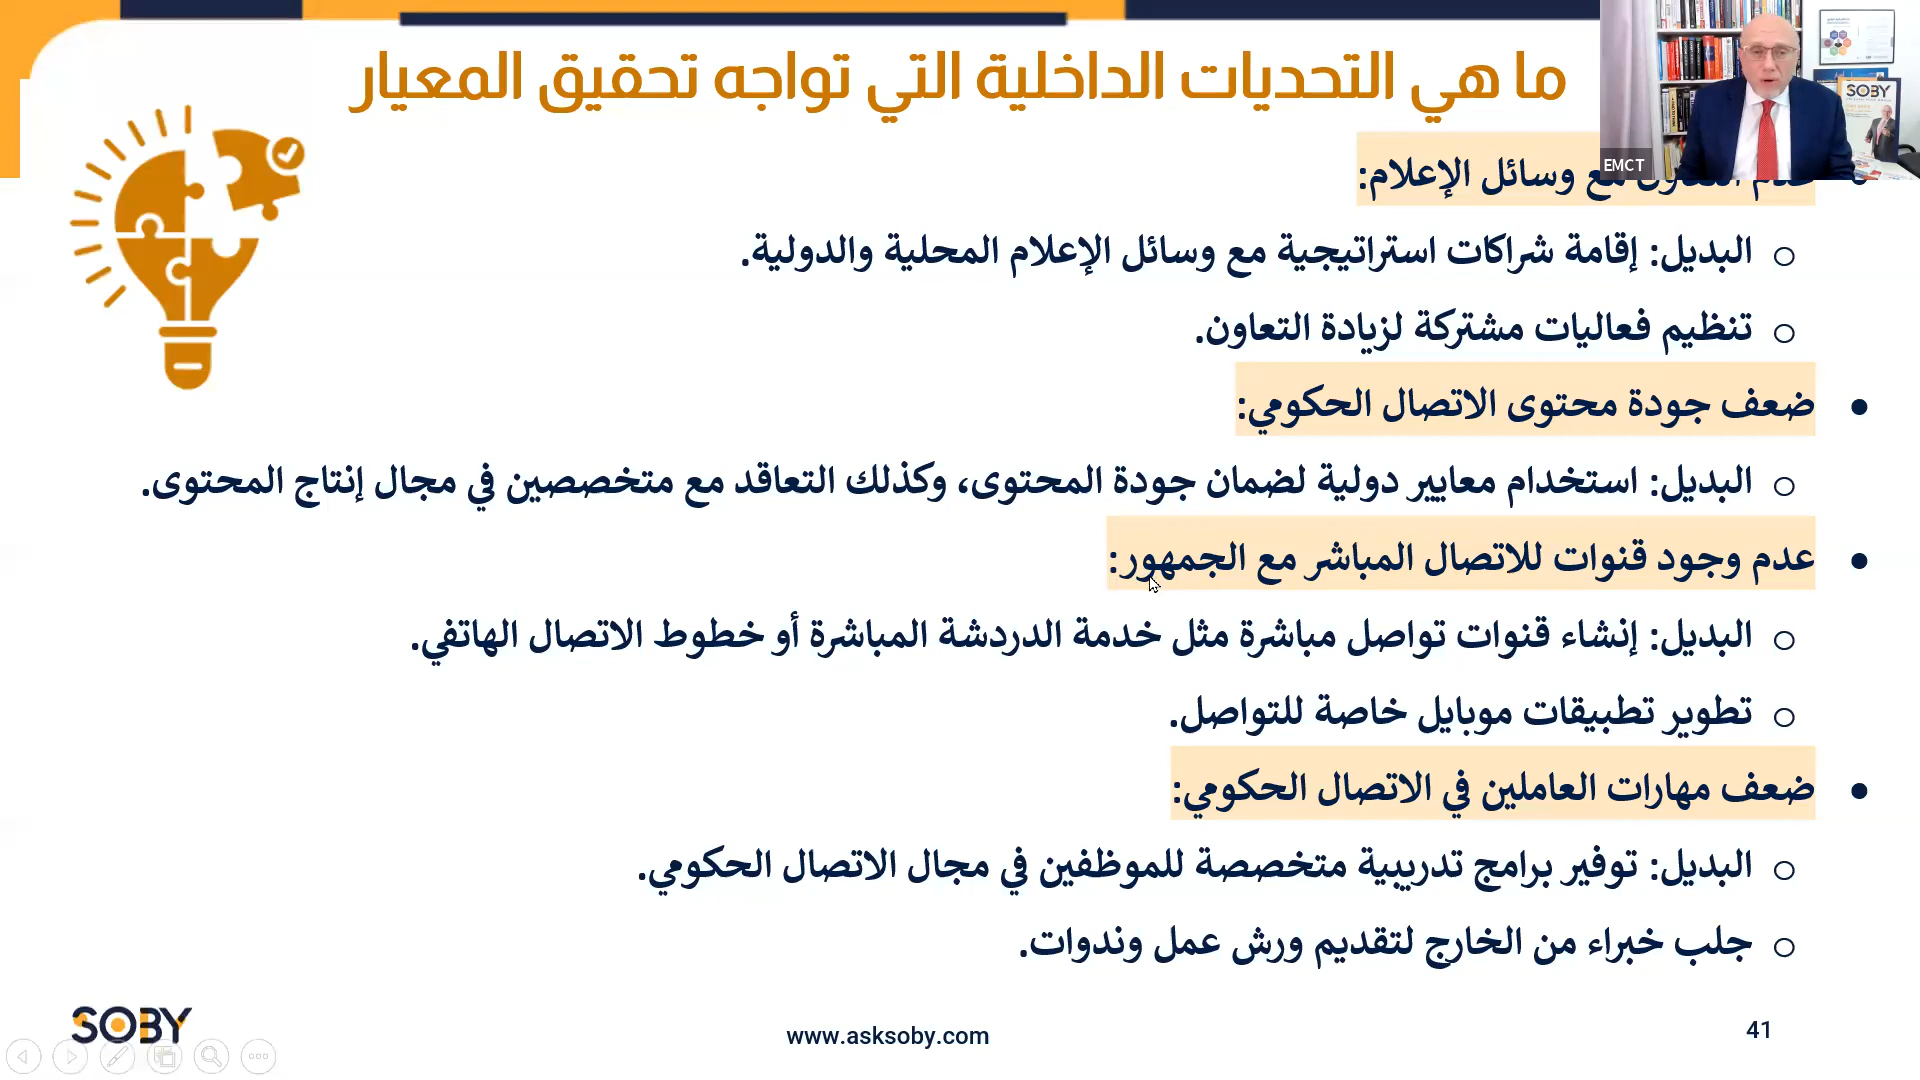 ما هي التحديات الداخلية التي تواجه تحقيق المعيار
SOBY
EMCT
مع وسائل الإعلام:
البديل: إقامة شراكات استراتيجية مع وسائل الإعلام المحلية والدولية.
تنظيم فعاليات مشتركة لزيادة التعاون.
ضعف جودة محتوى الاتصال الحكومي:
البديل: استخدام معايير دولية لضمان جودة المحتوى، وكذلك التعاقد مع متخصصين في مجال إنتاج المحتوى.
عدم وجود قنوات للاتصال المباشر مع الجمهور:
البديل: إنشاء قنوات تواصل مباشرة مثل خدمة الدردشة المباشرة أو خطوط الاتصال الهاتفي.
تطوير تطبيقات موبايل خاصة للتواصل.
ضعف مهارات العاملين في الاتصال الحكومي:
البديل: توفير برامج تدريبية متخصصة للموظفين في مجال الاتصال الحكومي.
جلب خبراء من الخارج لتقديم ورش عمل وندوات.
SOBY
www.asksoby.com
41